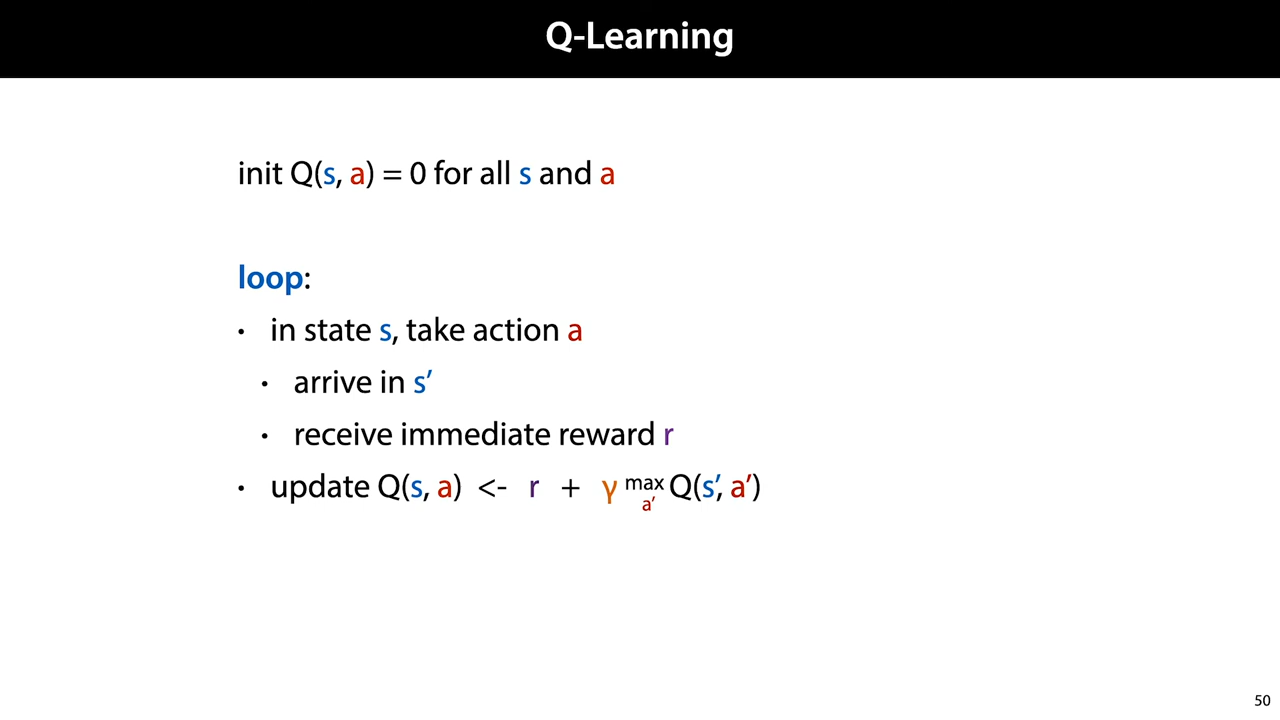 Q-Learning
init Q(s, a) = 0 for all s and a
loop:
• in state s, take action a
• arrive in s’
• receive immediate reward r
• update Q(s, a) <- r + γ max Q(s’, a’)
a’
50